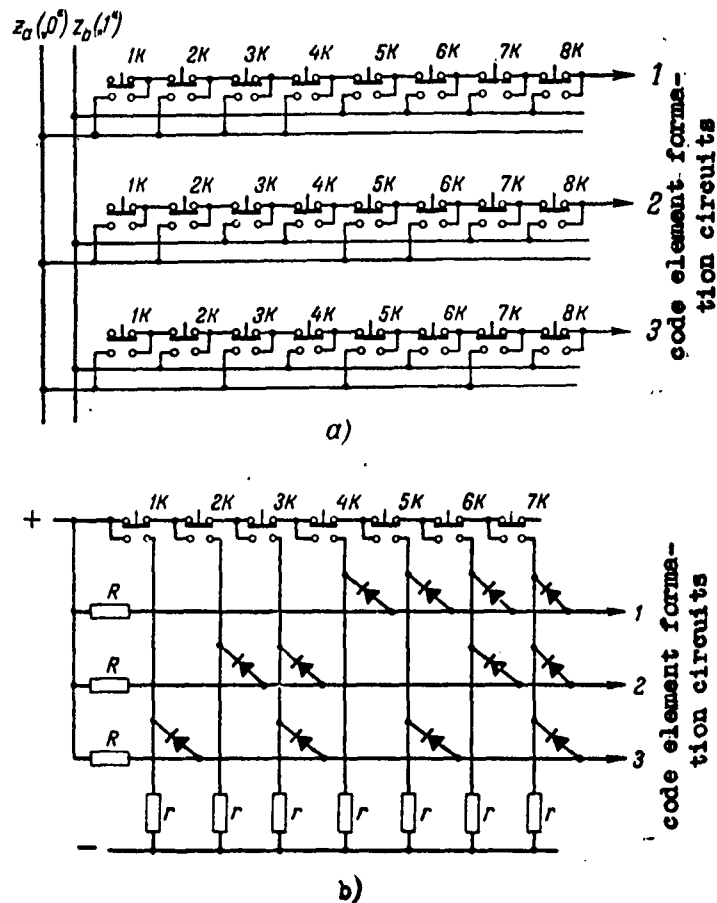 z_a(„0“) z_b(„1“)
1K 2K 3K 4K 5K 6K 7K 8K
1
1K 2K 3K 4K 5K 6K 7K 8K
2
1K 2K 3K 4K 5K 6K 7K 8K
3
code element forma-
tion circuits
a)
1K 2K 3K 4K 5K 6K 7K
+
R
1
R
2
R
3
r r r r r r r
−
code element forma-
tion circuits
b)